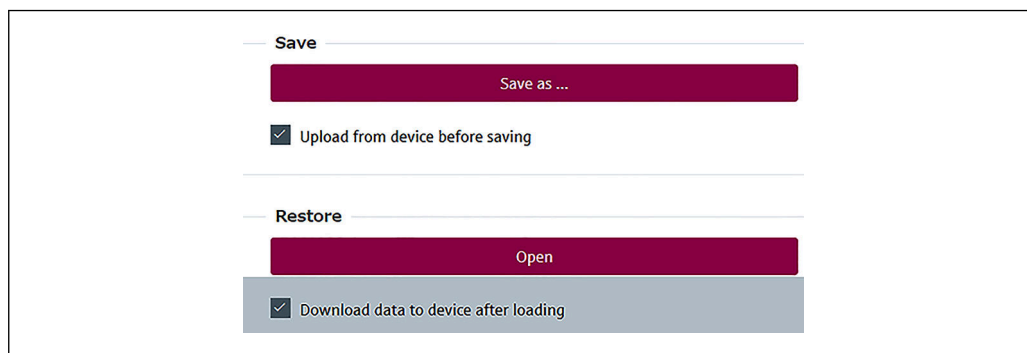 Save
Save as ...
Upload from device before saving
Restore
Open
Download data to device after loading